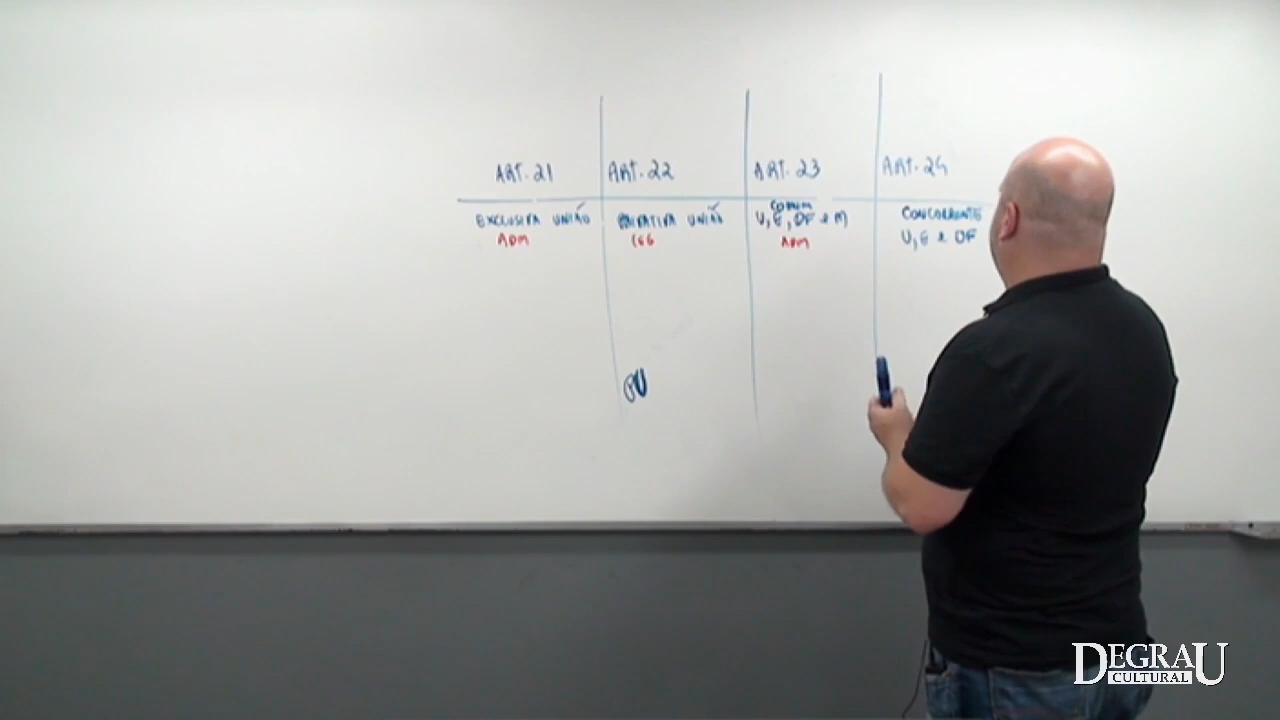 ART. 21
ART. 22
ART. 23
ART. 24
EXCLUSIVA UNIÃO
ADM
PRIVATIVA UNIÃO
LEG
COMUM
U, E, DF e M
ADM
CONCORRENTE
U, E e DF
DEGRAU
CULTURAL